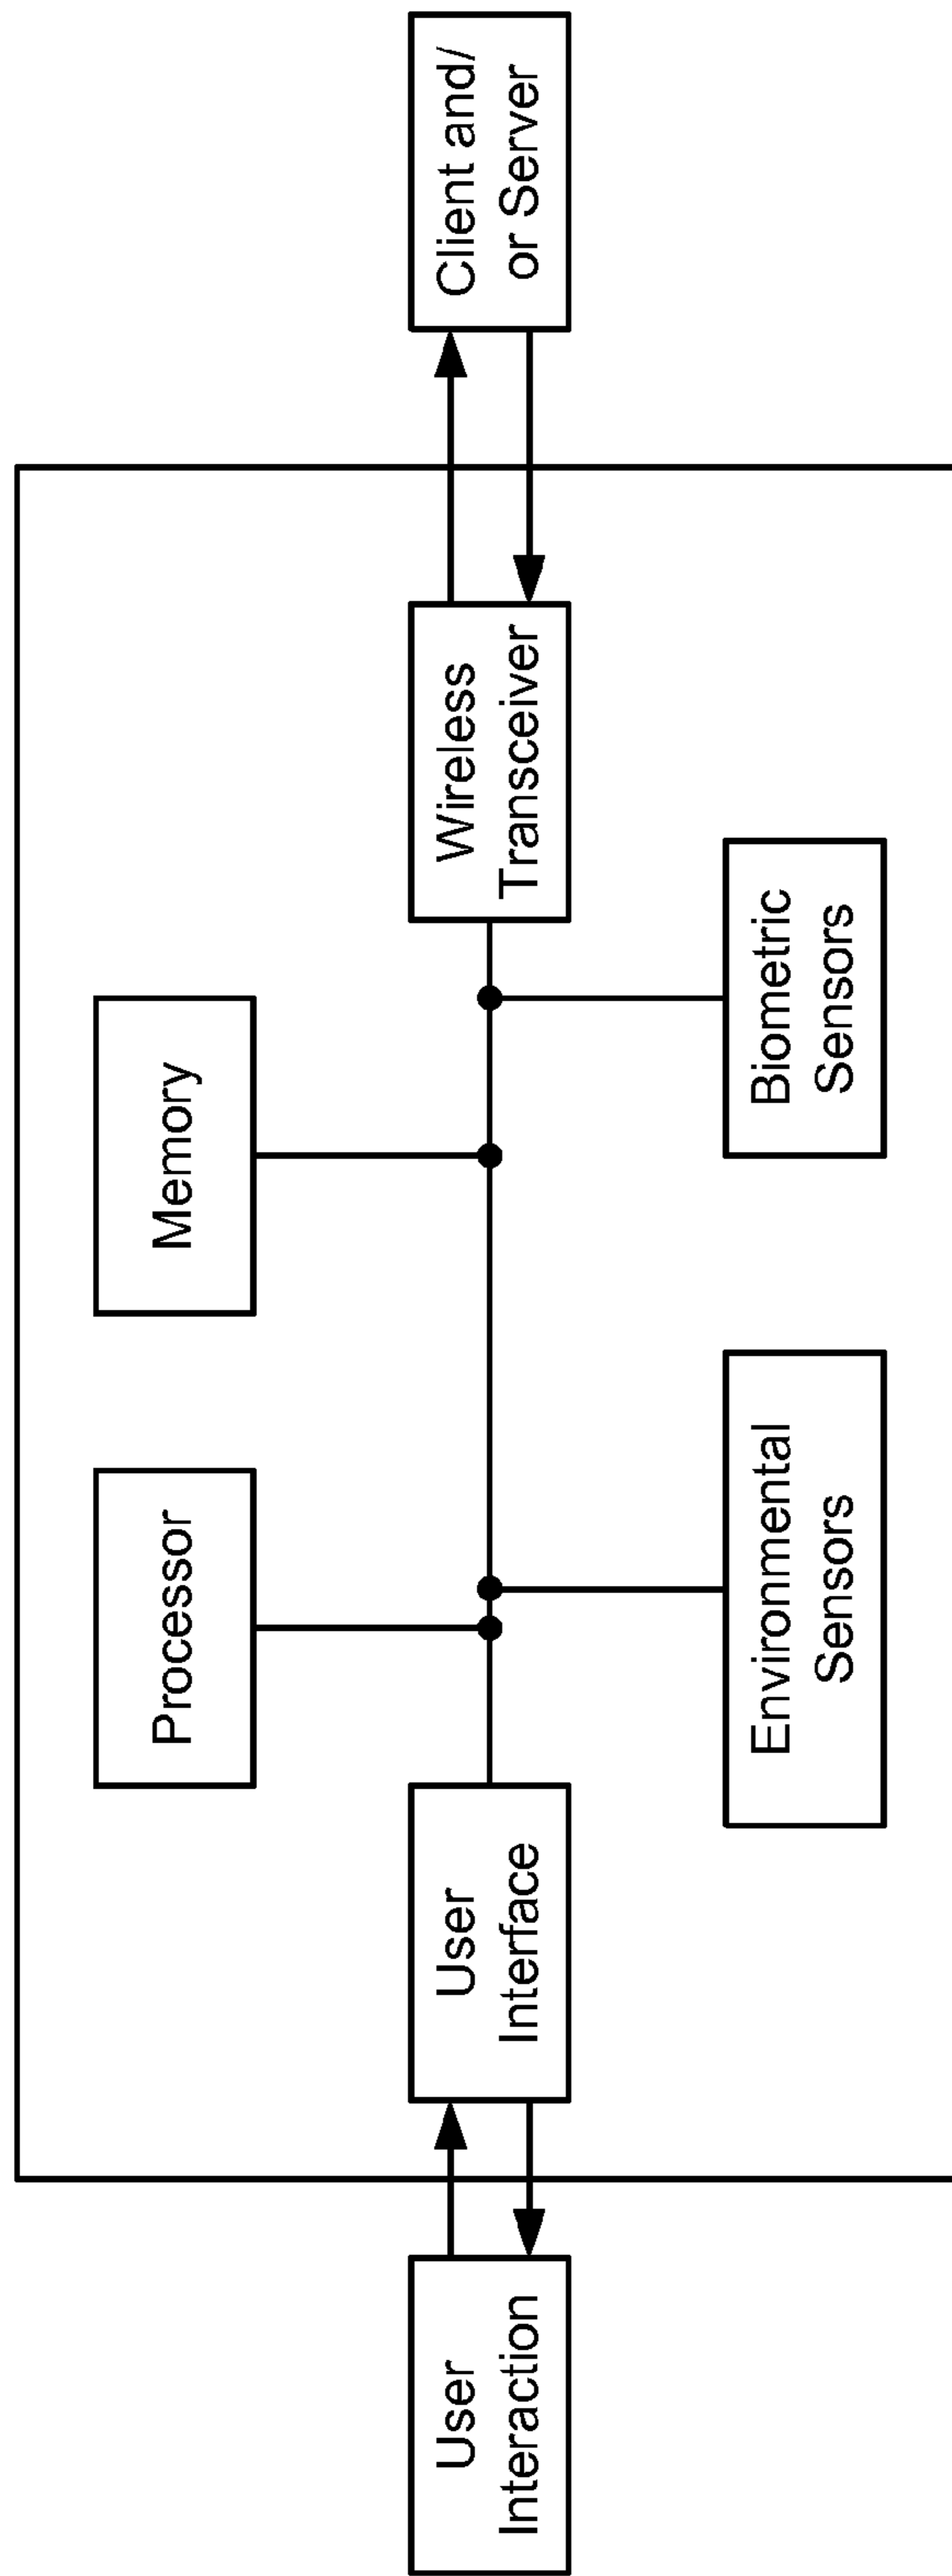 Processor
Memory
User
Interaction
User
Interface
Wireless
Transceiver
Client and/
or Server
Environmental
Sensors
Biometric
Sensors